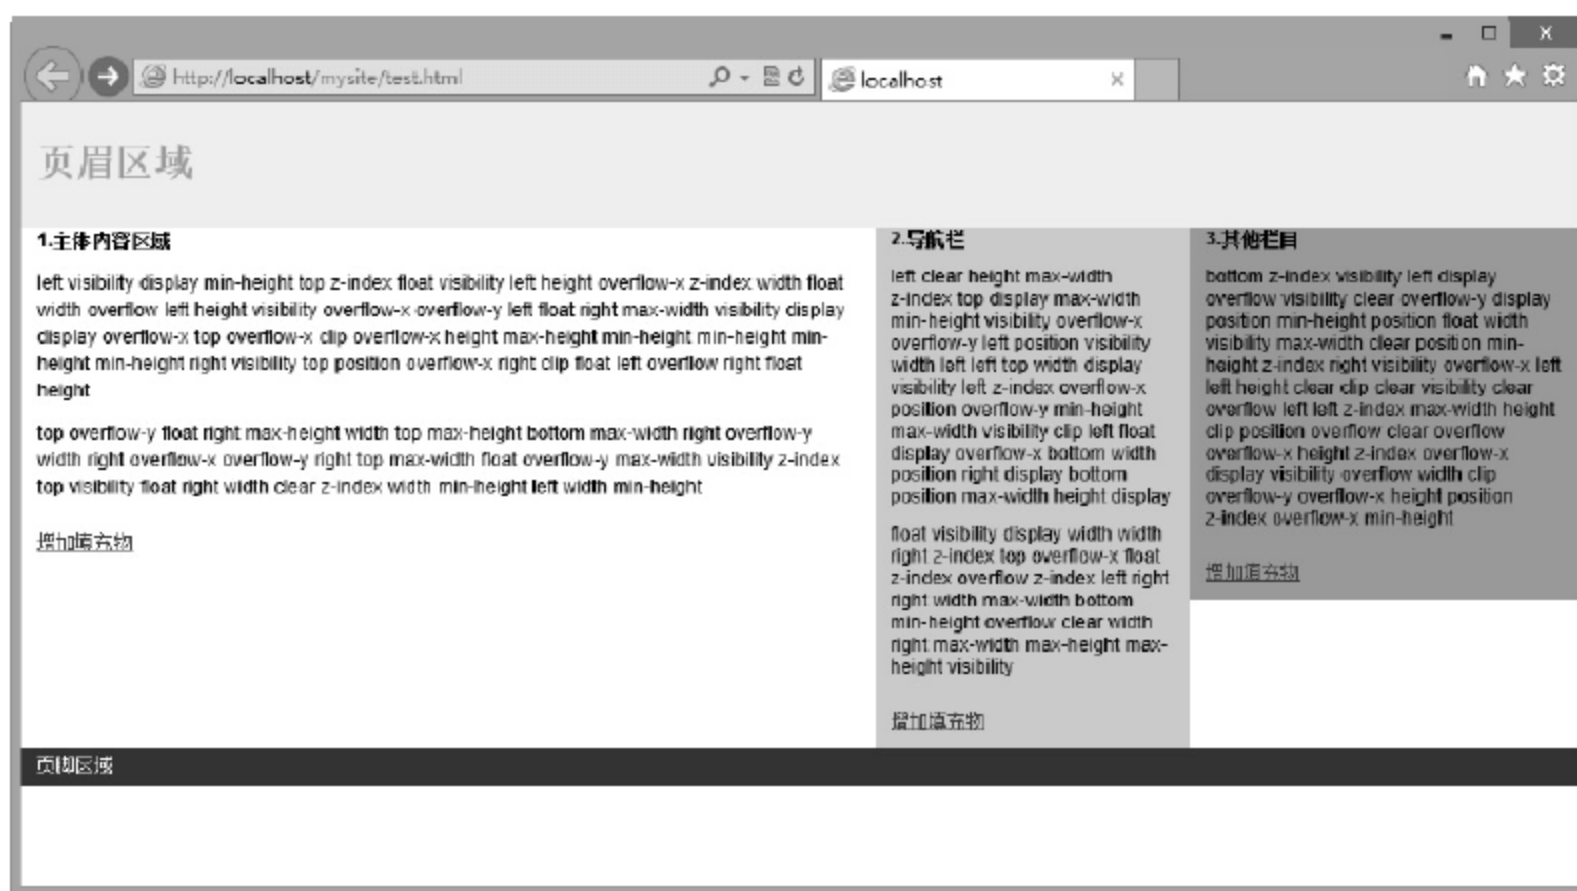 http://localhost/mysite/test.html
localhost
页眉区域
1.主体内容区域
left visibility display min-height top z-index float visibility left height overflow-x z-index width float
width overflow left height visibility overflow-x overflow-y left float right max-width visibility display
display overflow-x top overflow-x clip overflow-x height max-height min-height min-height min-
height min-height right visibility top position overflow-x right clip float left overflow right float
height
top overflow-y float right max-height width top max-height bottom max-width right overflow-y
width right overflow-x overflow-y right top max-width float overflow-y max-width visibility z-index
top visibility float right width clear z-index width min-height left width min-height
增加填充物
2.导航栏
left clear height max-width
z-index top display max-width
min-height visibility overflow-x
overflow-y left position visibility
width left left top width display
visibility left z-index overflow-x
position overflow-y min-height
max-width visibility clip left float
display overflow-x bottom width
position right display bottom
position max-width height display
float visibility display width width
right z-index top overflow-x float
z-index overflow z-index left right
right width max-width bottom
min-height overflow clear width
right max-width max-height max-
height visibility
增加填充物
3.其他栏目
bottom z-index visibility left display
overflow visibility clear overflow-y display
position min-height position float width
visibility max-width clear position min-
height z-index right visibility overflow-x left
left height clear clip clear visibility clear
overflow left left z-index max-width height
clip position overflow clear overflow
overflow-x height z-index overflow-x
display visibility overflow width clip
overflow-y overflow-x height position
z-index overflow-x min-height
增加填充物
页脚区域